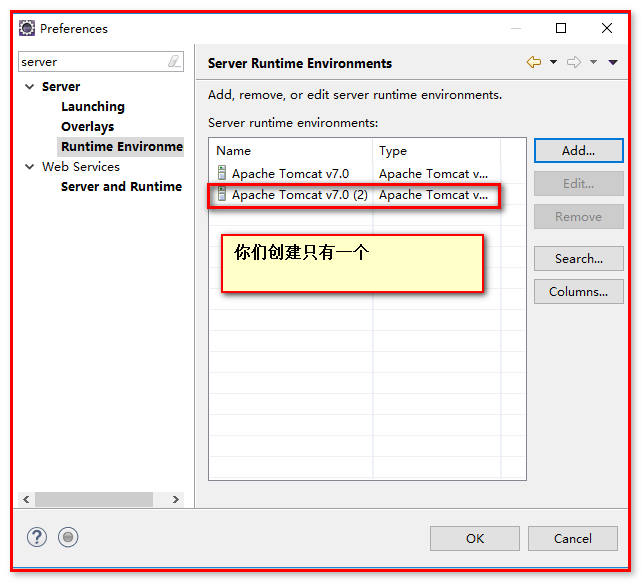 Preferences
server
Server
Launching
Overlays
Runtime Environme
Web Services
Server and Runtime
Server Runtime Environments
Add, remove, or edit server runtime environments.
Server runtime environments:
Name Type
Apache Tomcat v7.0 Apache Tomcat v...
Apache Tomcat v7.0 (2) Apache Tomcat v...
你们创建只有一个
Add...
Edit...
Remove
Search...
Columns...
?
OK
Cancel